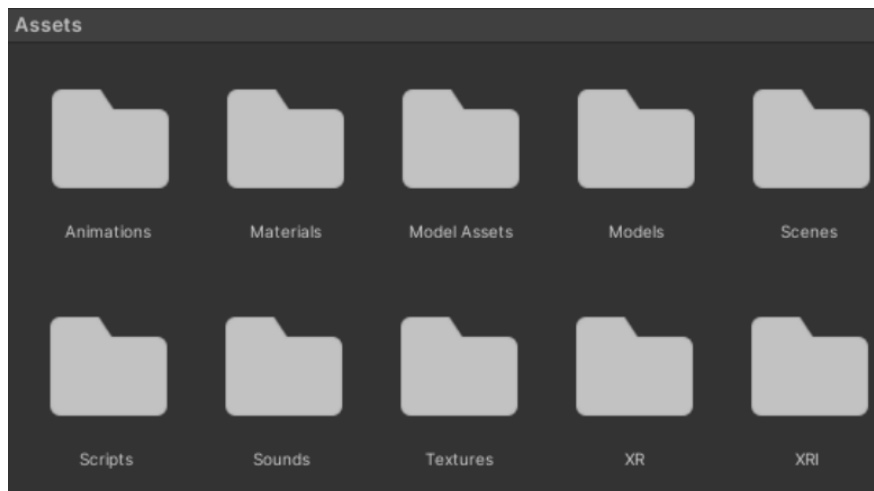 Assets
Animations Materials Model Assets Models Scenes
Scripts Sounds Textures XR XRI